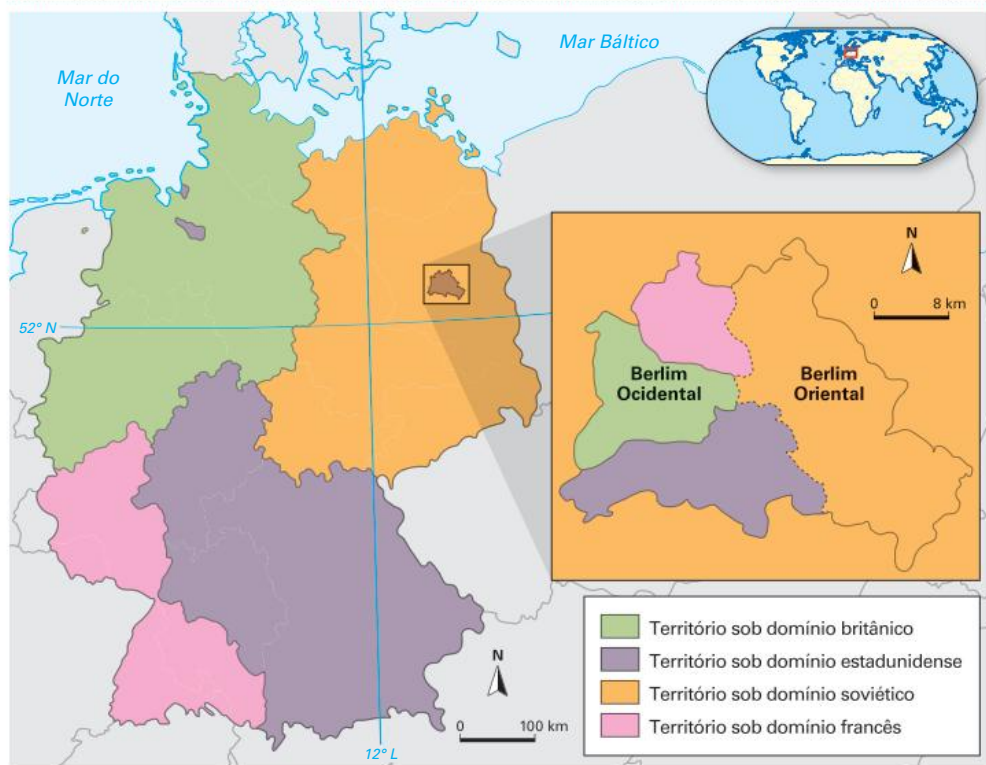 Mar do
Norte
Mar Báltico
52° N
12° L
N
0 100 km
N
0 8 km
Berlim
Ocidental
Berlim
Oriental
Território sob domínio britânico
Território sob domínio estadunidense
Território sob domínio soviético
Território sob domínio francês